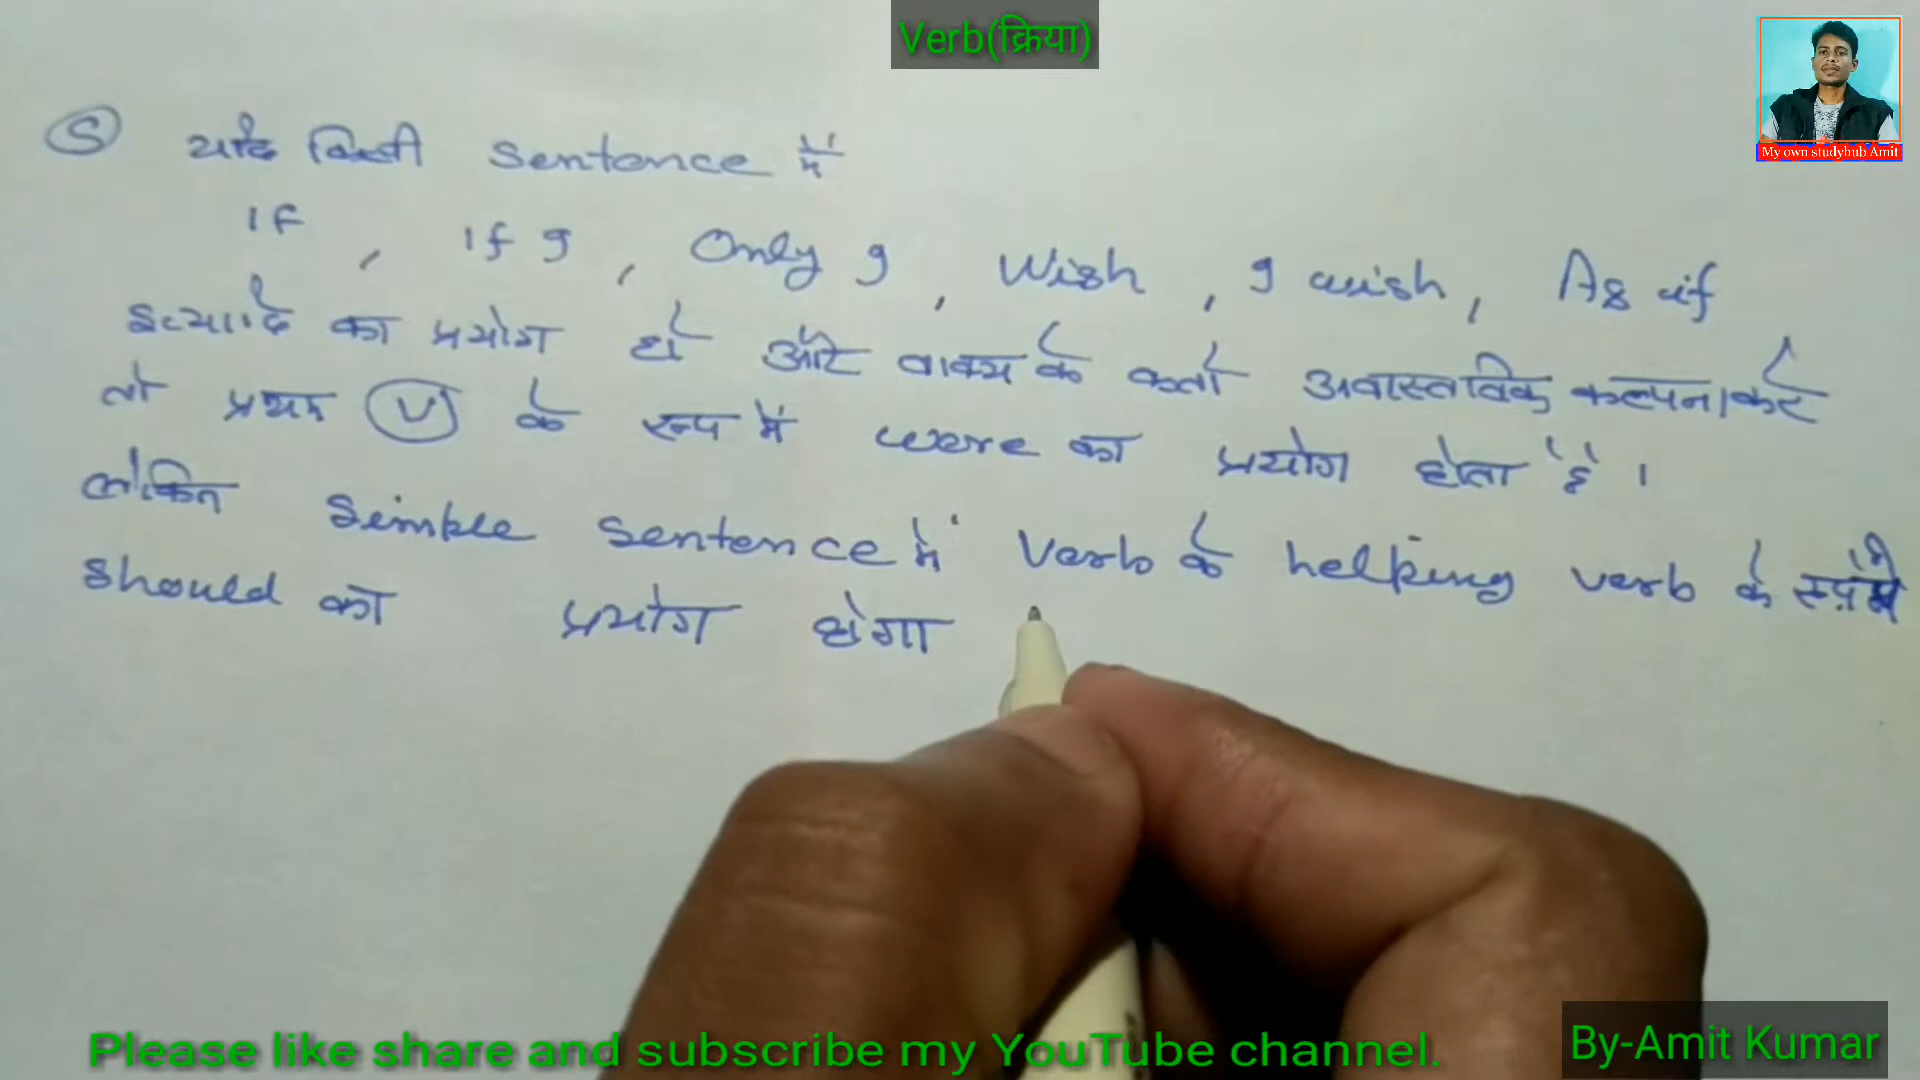 Verb(क्रिया)
My own studyhub Amit
⑤ यदि किसी Sentence में
If , If I , Only I , Wish , I wish , As if
इत्यादि का प्रयोग हो और वाक्य के कर्ता अवास्तविक कल्पना करे
तो प्रथम Ⓥ के रूप में were का प्रयोग होता है ।
लेकिन Simple Sentence में Verb के helping verb के रूप में
should का प्रयोग होगा
Please like share and subscribe my YouTube channel.
By-Amit Kumar